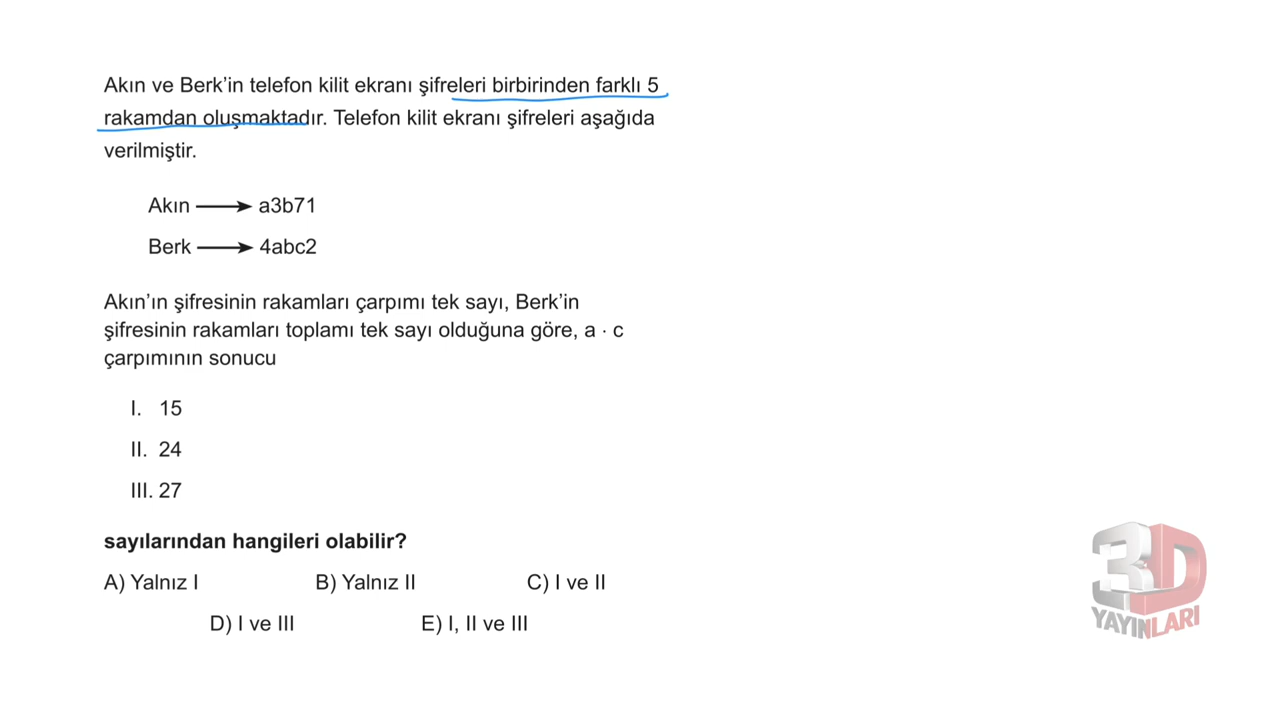 Akın ve Berk’in telefon kilit ekranı şifreleri birbirinden farklı 5
rakamdan oluşmaktadır. Telefon kilit ekranı şifreleri aşağıda
verilmiştir.
Akın ⟶ a3b71
Berk ⟶ 4abc2
Akın’ın şifresinin rakamları çarpımı tek sayı, Berk’in
şifresinin rakamları toplamı tek sayı olduğuna göre, a · c
çarpımının sonucu
I. 15
II. 24
III. 27
sayılarından hangileri olabilir?
A) Yalnız I B) Yalnız II C) I ve II
D) I ve III E) I, II ve III
3D
YAYINLARI